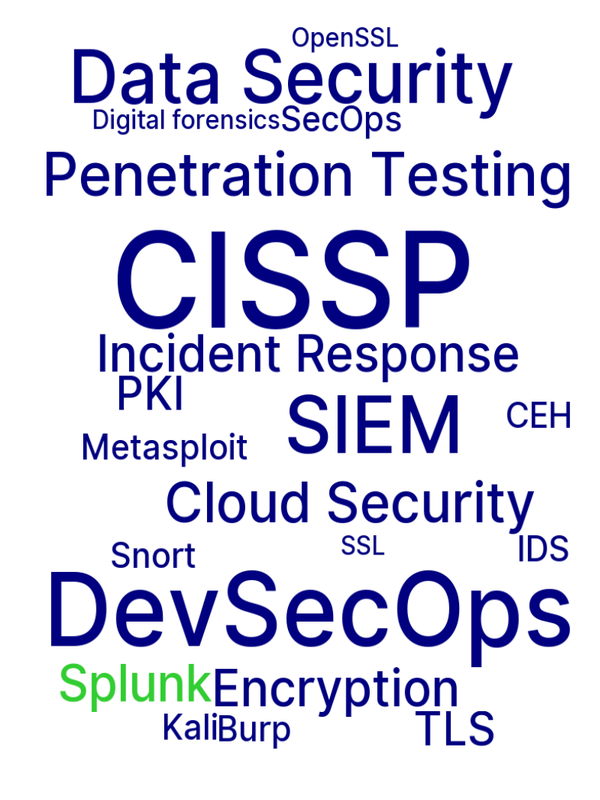 OpenSSL
Data Security
Digital forensics SecOps
Penetration Testing
CISSP
Incident Response
PKI
SIEM CEH
Metasploit
Cloud Security
Snort SSL IDS
DevSecOps
Splunk Encryption
Kali Burp TLS